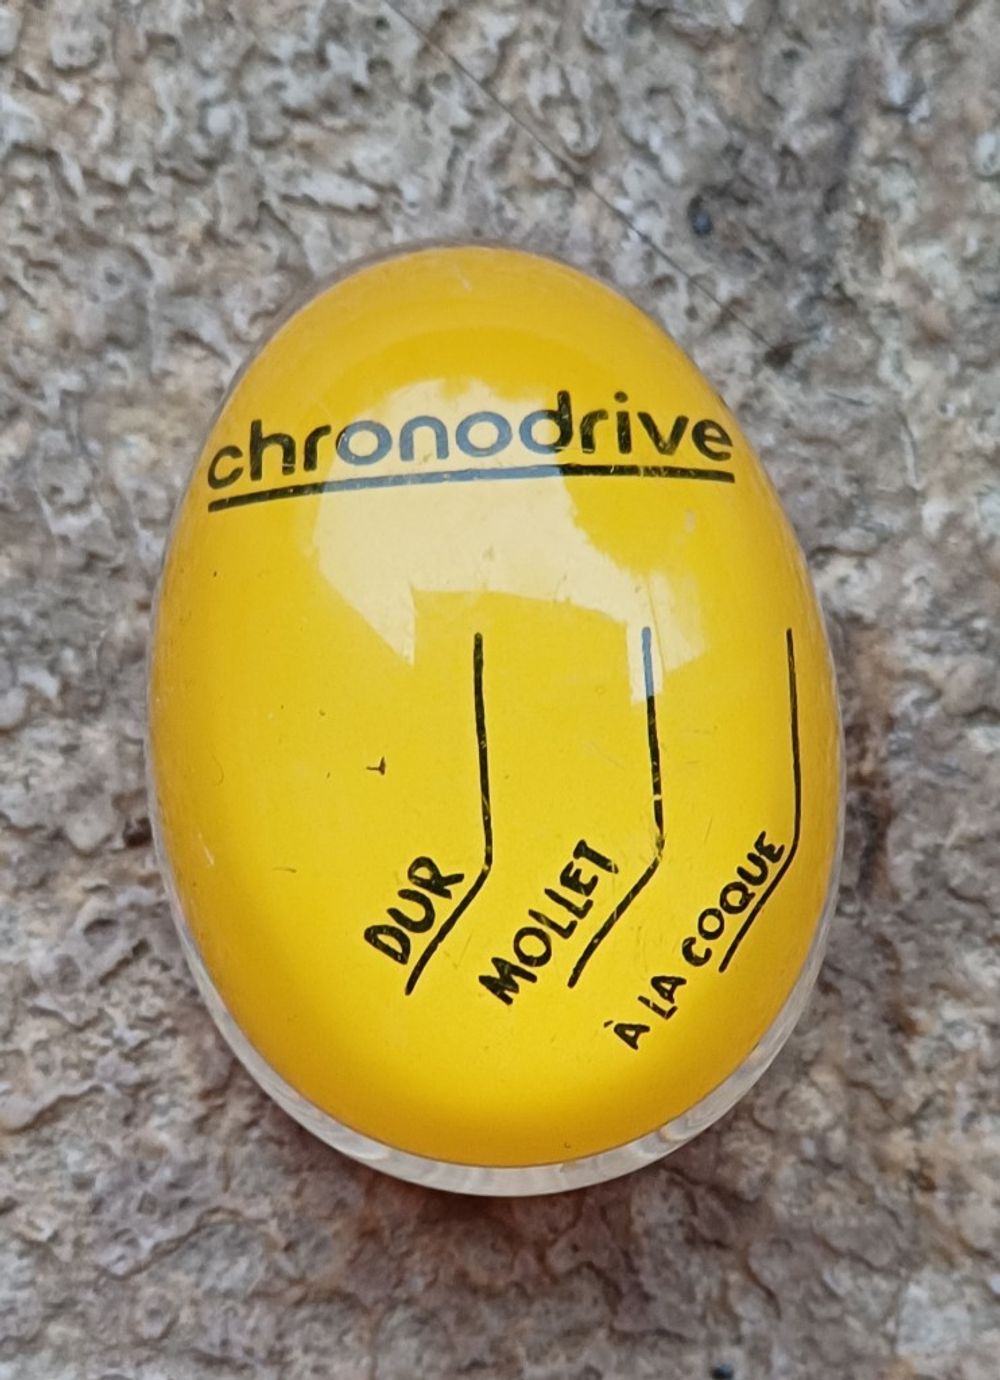 chronodrive
DUR
MOLLET
À LA COQUE